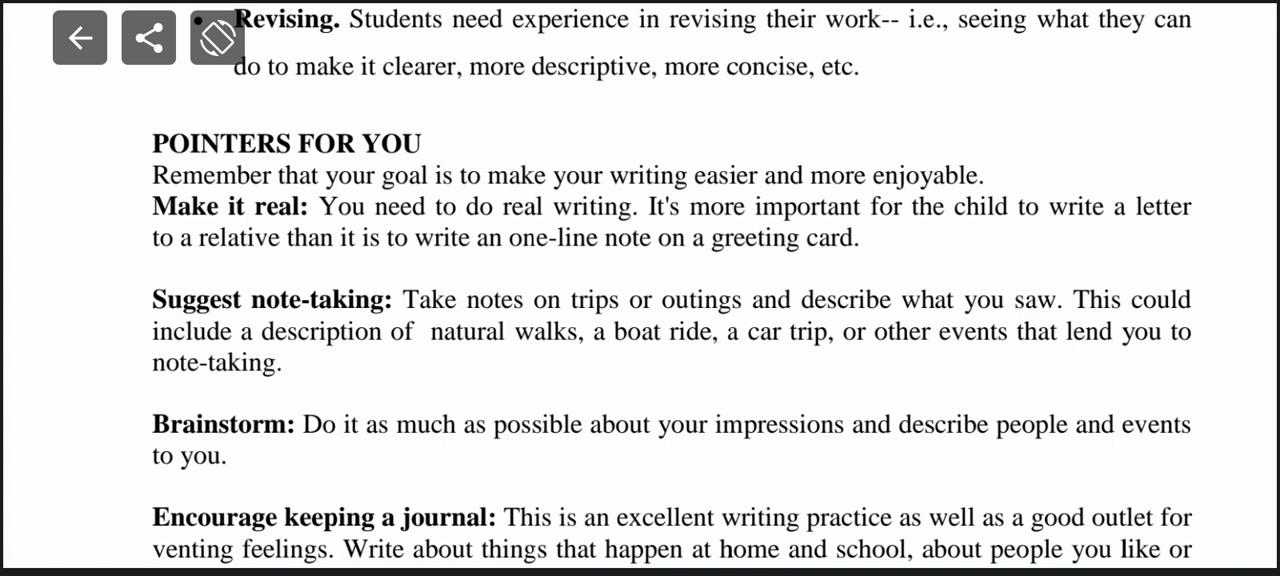 • Revising. Students need experience in revising their work-- i.e., seeing what they can
do to make it clearer, more descriptive, more concise, etc.
POINTERS FOR YOU
Remember that your goal is to make your writing easier and more enjoyable.
Make it real: You need to do real writing. It's more important for the child to write a letter
to a relative than it is to write an one-line note on a greeting card.
Suggest note-taking: Take notes on trips or outings and describe what you saw. This could
include a description of  natural walks, a boat ride, a car trip, or other events that lend you to
note-taking.
Brainstorm: Do it as much as possible about your impressions and describe people and events
to you.
Encourage keeping a journal: This is an excellent writing practice as well as a good outlet for
venting feelings. Write about things that happen at home and school, about people you like or